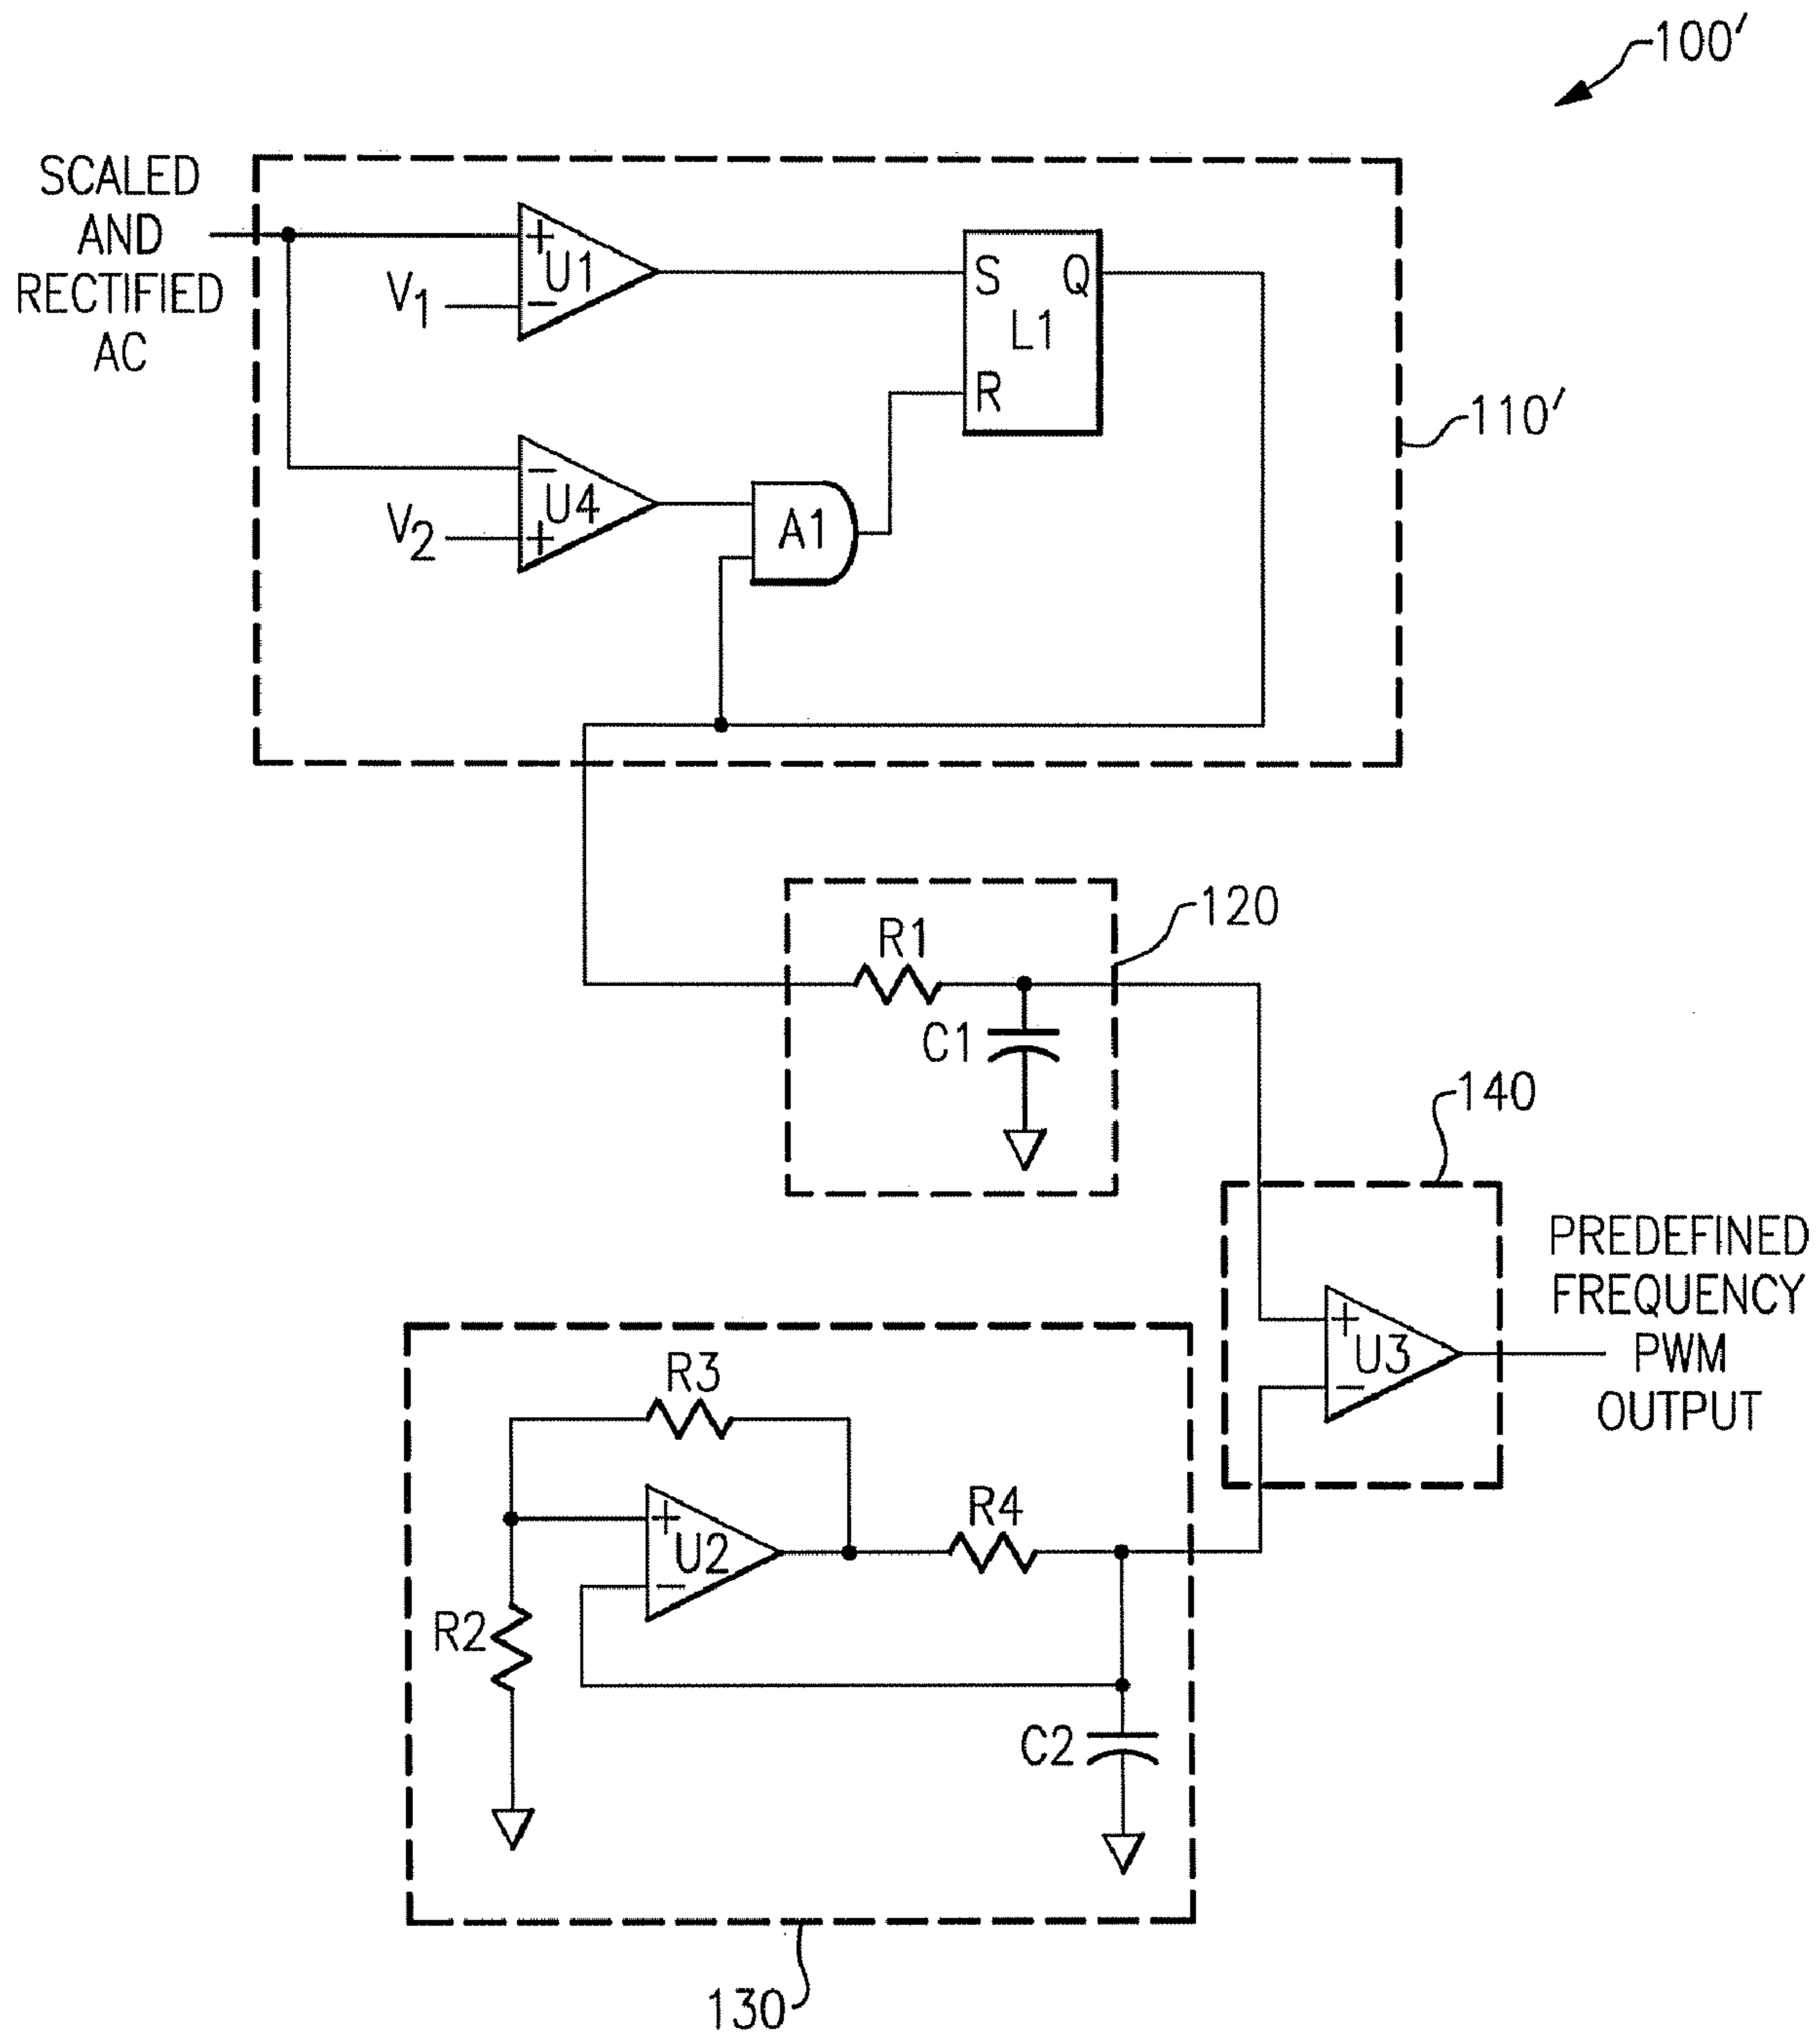 100'
SCALED
AND
RECTIFIED
AC
+
U1
V1
−
S
Q
L1
R
110'
−
U4
V2
+
A1
120
R1
C1
140
PREDEFINED
FREQUENCY
PWM
OUTPUT
+
U3
−
R3
+
U2
−
R4
R2
C2
130